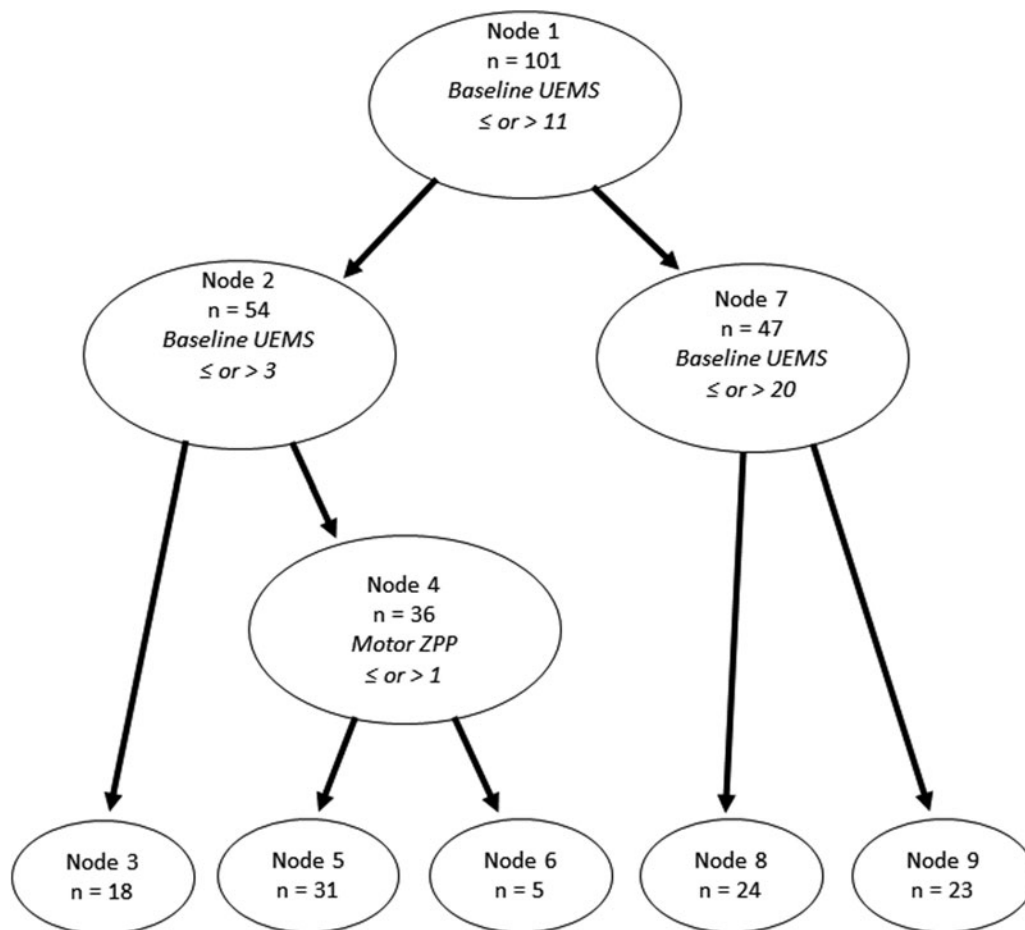 Node 1
n = 101
Baseline UEMS
≤ or > 11
Node 2
n = 54
Baseline UEMS
≤ or > 3
Node 7
n = 47
Baseline UEMS
≤ or > 20
Node 4
n = 36
Motor ZPP
≤ or > 1
Node 3
n = 18
Node 5
n = 31
Node 6
n = 5
Node 8
n = 24
Node 9
n = 23